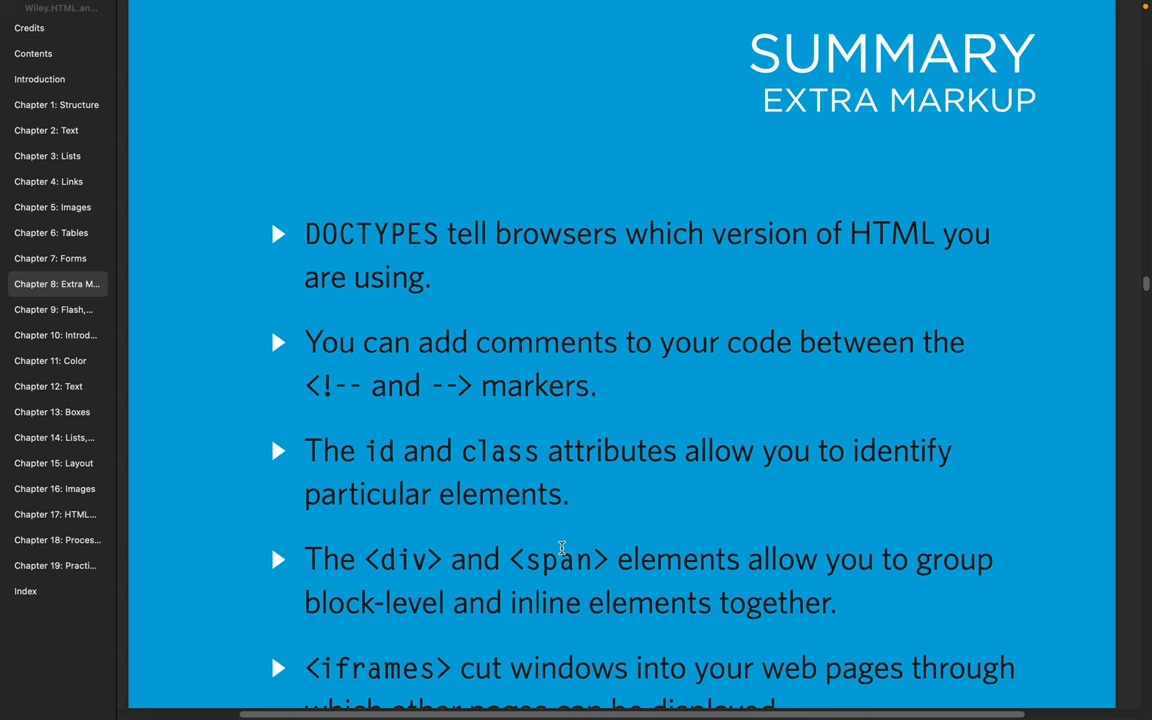 Wiley.HTML.an...
Credits
Contents
Introduction
Chapter 1: Structure
Chapter 2: Text
Chapter 3: Lists
Chapter 4: Links
Chapter 5: Images
Chapter 6: Tables
Chapter 7: Forms
Chapter 8: Extra M...
Chapter 9: Flash,...
Chapter 10: Introd...
Chapter 11: Color
Chapter 12: Text
Chapter 13: Boxes
Chapter 14: Lists,...
Chapter 15: Layout
Chapter 16: Images
Chapter 17: HTML...
Chapter 18: Proces...
Chapter 19: Practi...
Index
SUMMARY
EXTRA MARKUP
DOCTYPES tell browsers which version of HTML you
are using.
You can add comments to your code between the
<!-- and --> markers.
The id and class attributes allow you to identify
particular elements.
The <div> and <span> elements allow you to group
block-level and inline elements together.
<iframes> cut windows into your web pages through
which other pages can be displayed.